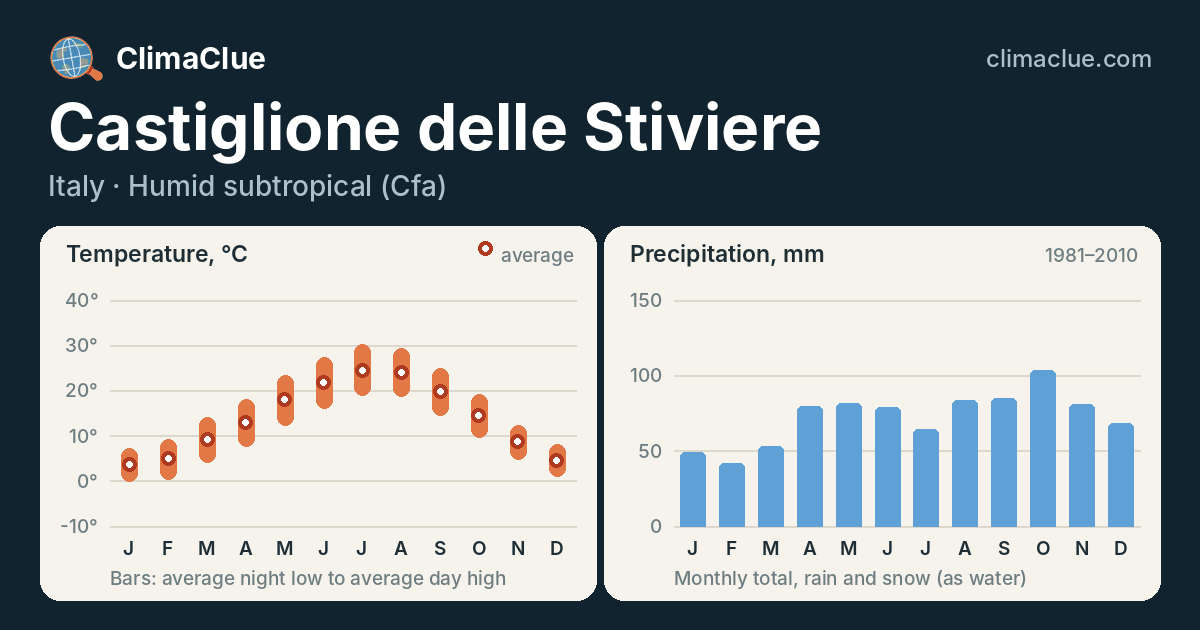 ClimaClue
climaclue.com
Castiglione delle Stiviere
Italy · Humid subtropical (Cfa)
Temperature, °C
average
40°
30°
20°
10°
0°
-10°
J F M A M J J A S O N D
Bars: average night low to average day high
Precipitation, mm
1981–2010
150
100
50
0
J F M A M J J A S O N D
Monthly total, rain and snow (as water)